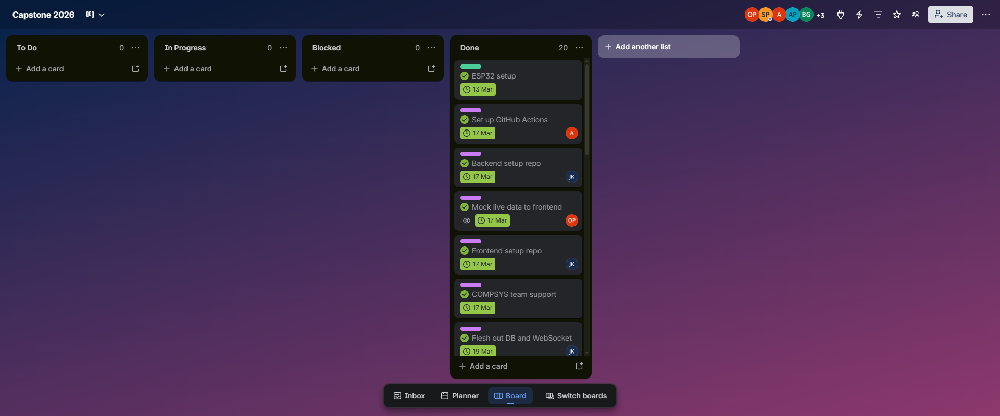 Capstone 2026
OP SP A AP BG +3
Share
To Do 0
Add a card
In Progress 0
Add a card
Blocked 0
Add a card
Done 20
ESP32 setup
13 Mar
Set up GitHub Actions
17 Mar
A
Backend setup repo
17 Mar
JK
Mock live data to frontend
17 Mar
OP
Frontend setup repo
17 Mar
JK
COMPSYS team support
17 Mar
Flesh out DB and WebSocket
19 Mar
JK
Add a card
Add another list
Inbox
Planner
Board
Switch boards